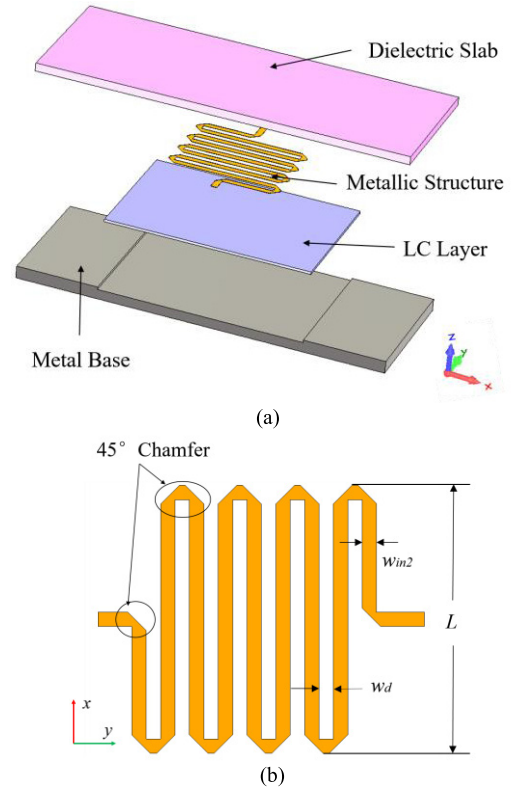 Dielectric Slab
Metallic Structure
LC Layer
Metal Base
z
y
x
(a)
45° Chamfer
win2
L
wd
x
y
(b)